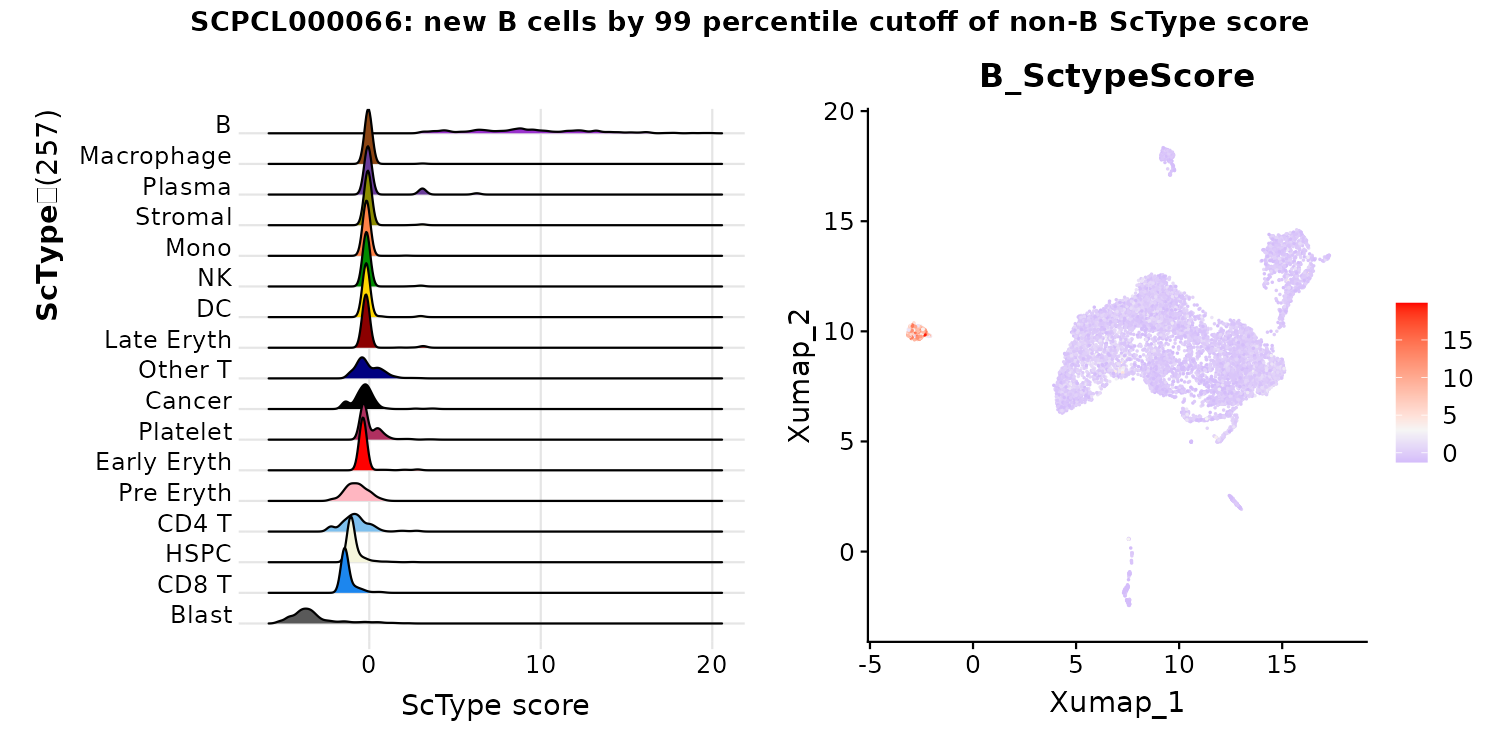 SCPCL000066: new B cells by 99 percentile cutoff of non-B ScType score
ScType□(257)
B
Macrophage
Plasma
Stromal
Mono
NK
DC
Late Eryth
Other T
Cancer
Platelet
Early Eryth
Pre Eryth
CD4 T
HSPC
CD8 T
Blast
0
10
20
ScType score
B_SctypeScore
Xumap_2
20
15
10
5
0
-5
0
5
10
15
Xumap_1
15
10
5
0